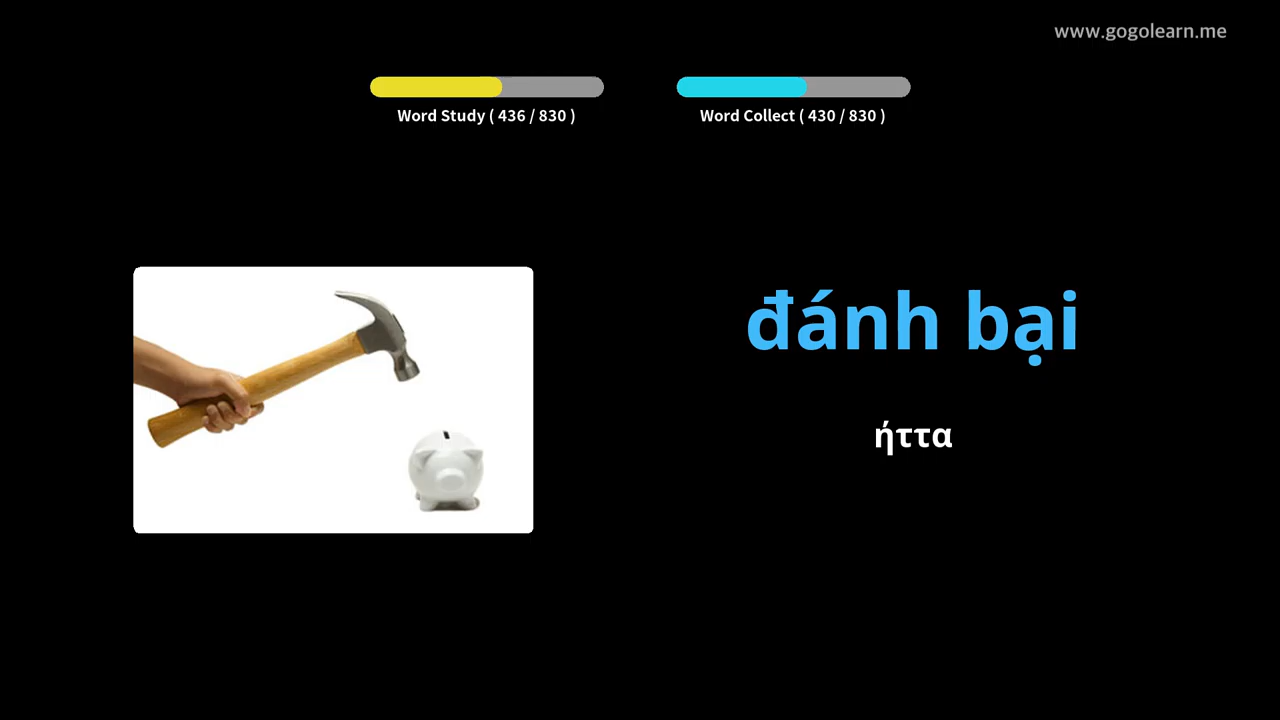 www.gogolearn.me
Word Study ( 436 / 830 )
Word Collect ( 430 / 830 )
đánh bại
ήττα